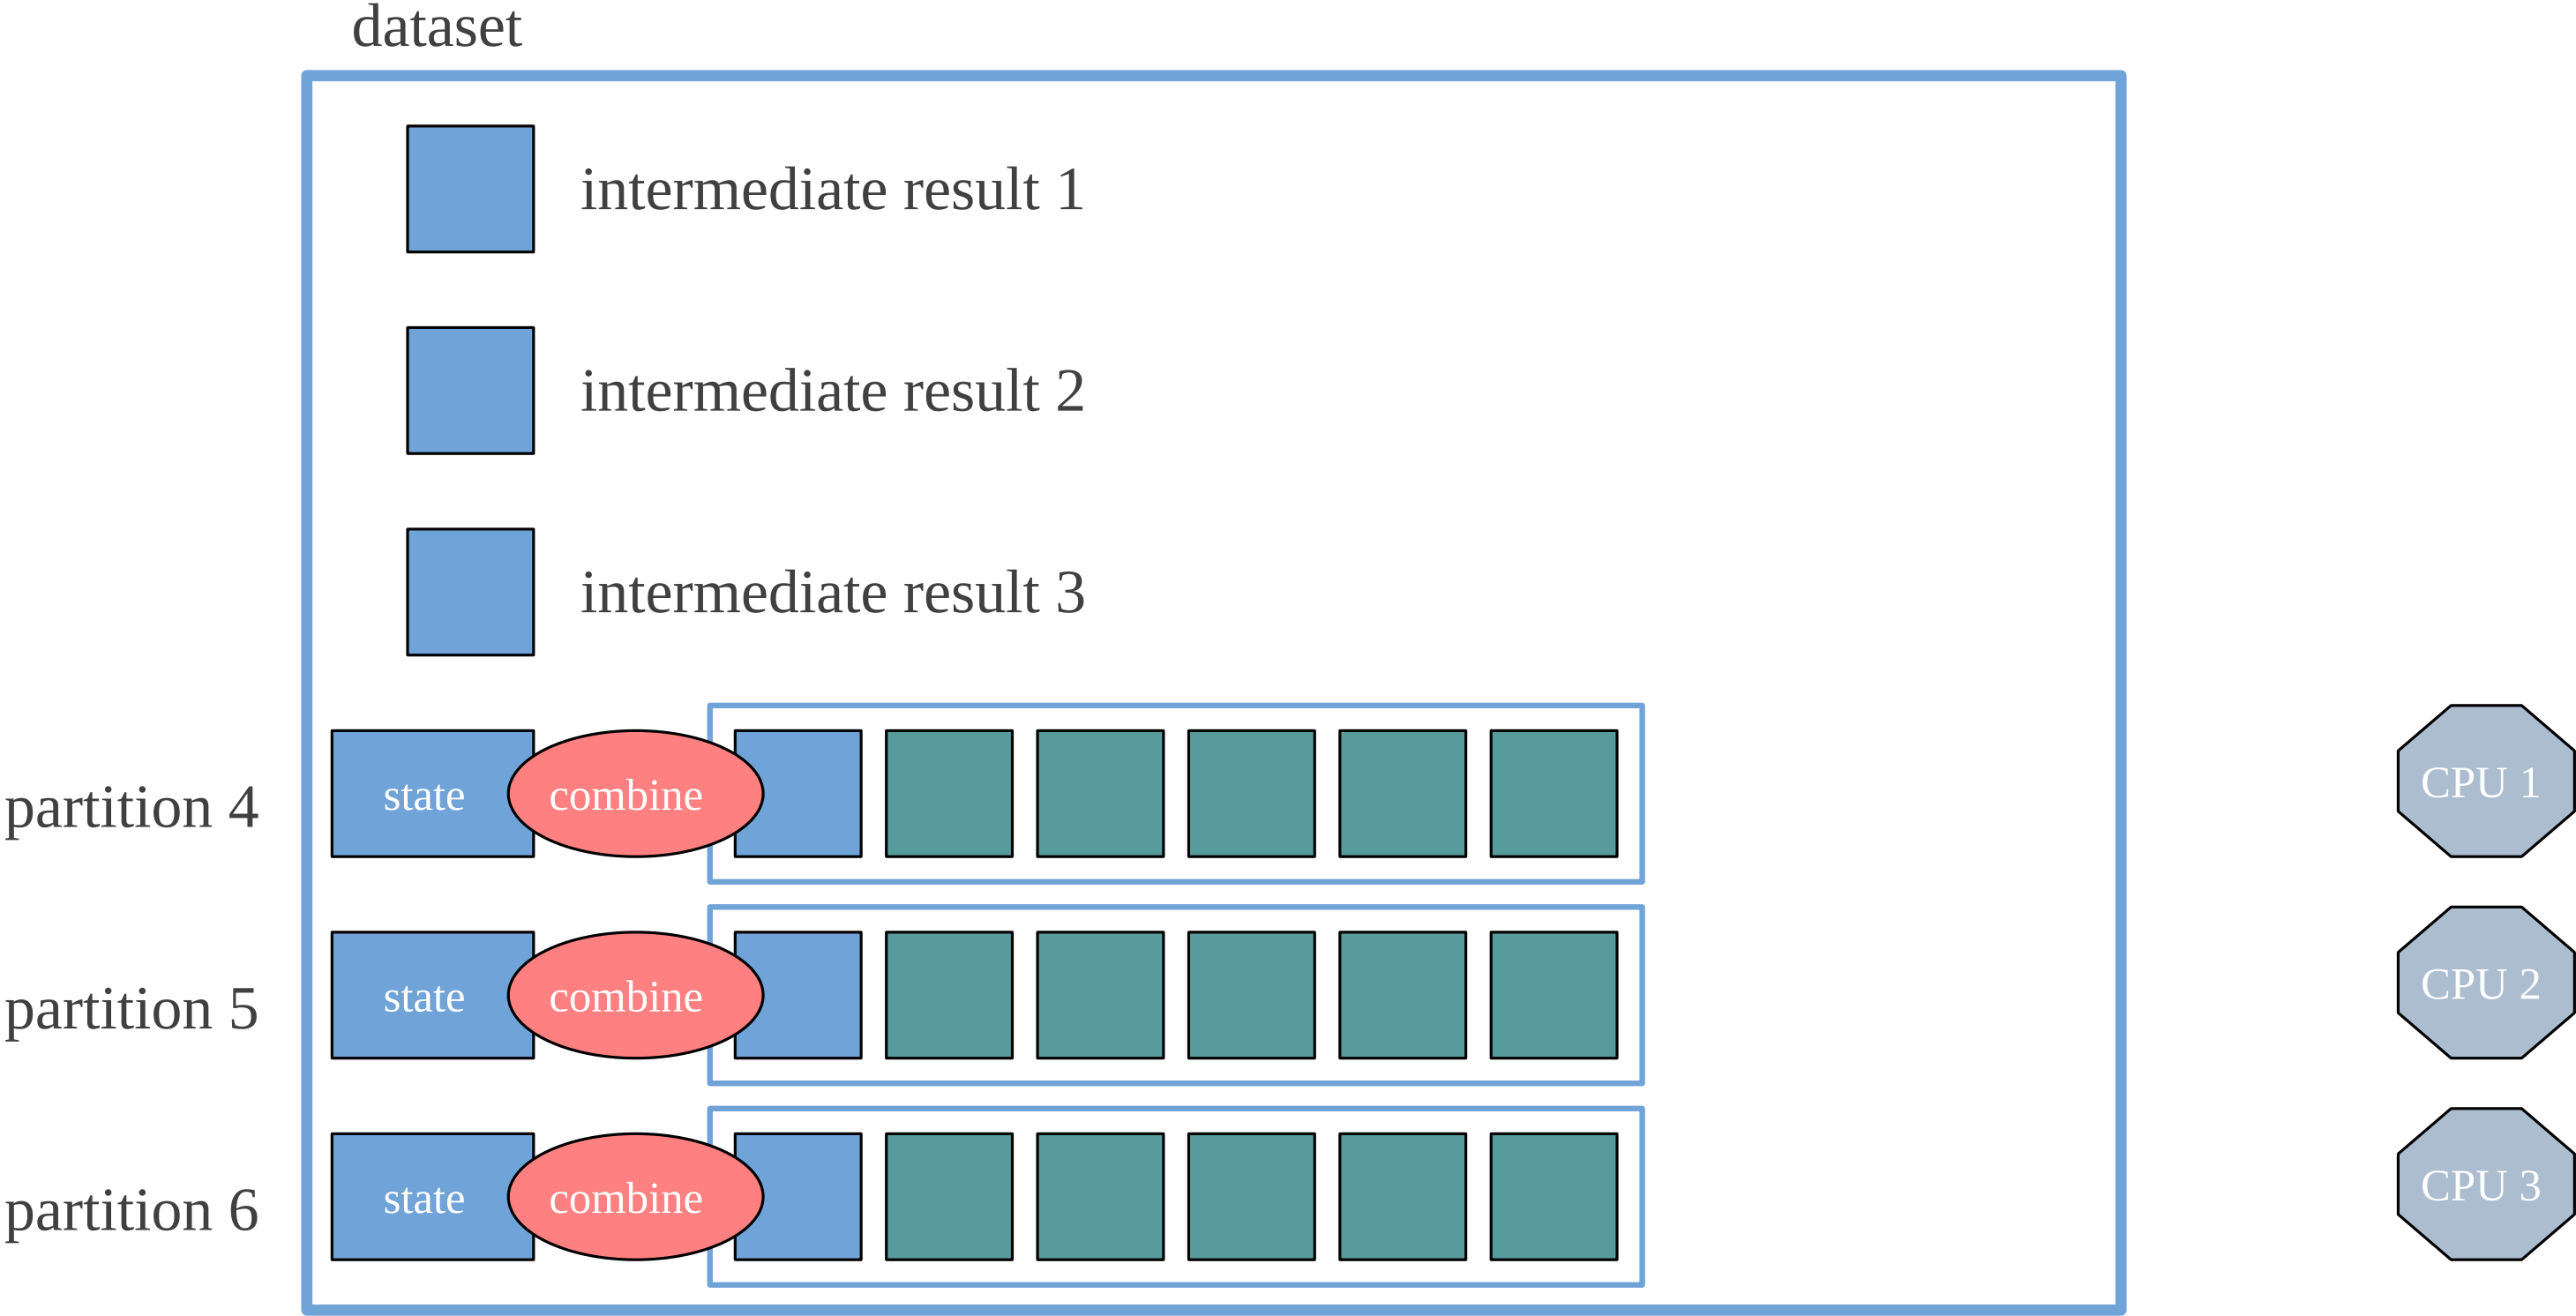 dataset
intermediate result 1
intermediate result 2
intermediate result 3
partition 4
state
combine
CPU 1
partition 5
state
combine
CPU 2
partition 6
state
combine
CPU 3